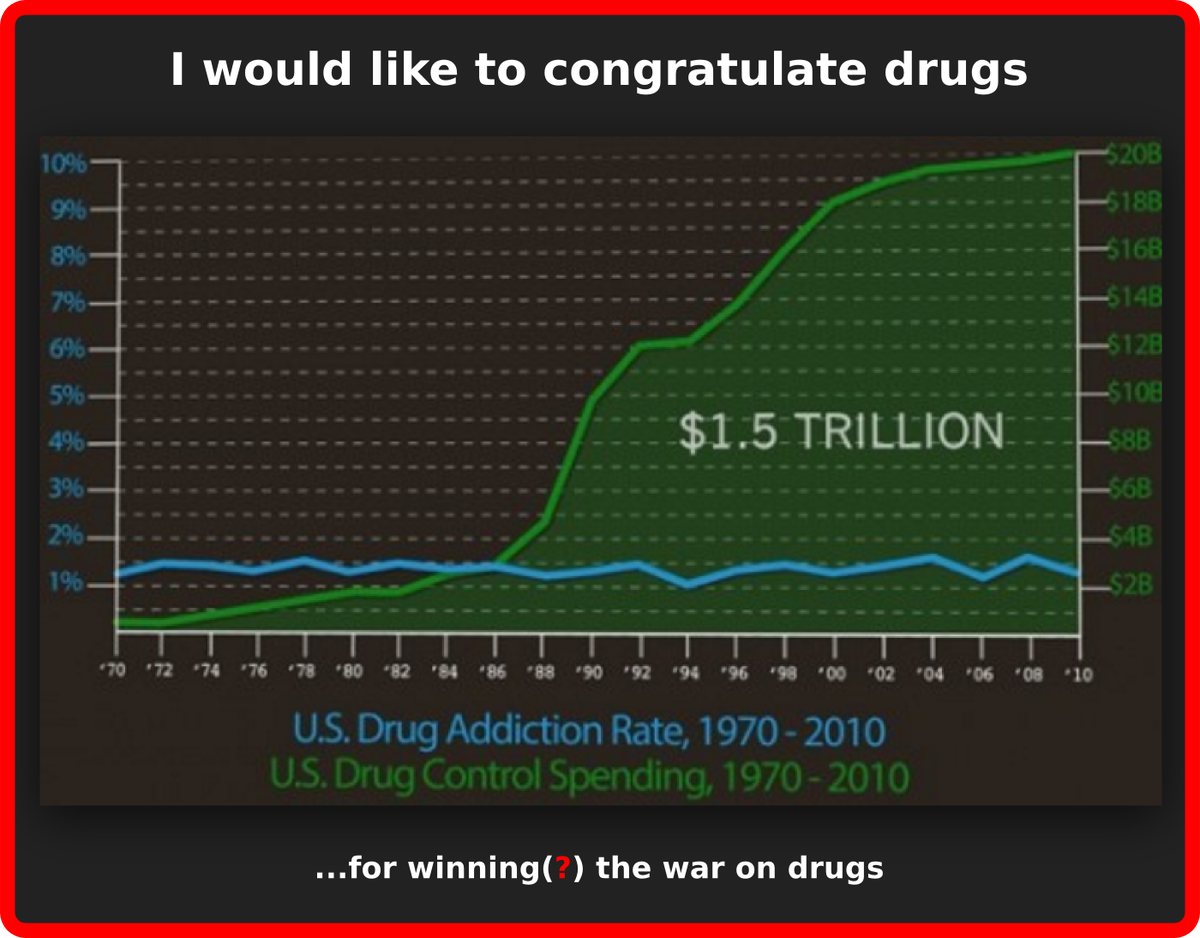 I would like to congratulate drugs
10%
9%
8%
7%
6%
5%
4%
3%
2%
1%
$20B
$18B
$16B
$14B
$12B
$10B
$8B
$6B
$4B
$2B
$1.5 TRILLION
'70 '72 '74 '76 '78 '80 '82 '84 '86 '88 '90 '92 '94 '96 '98 '00 '02 '04 '06 '08 '10
U.S. Drug Addiction Rate, 1970 - 2010
U.S. Drug Control Spending, 1970 - 2010
...for winning(?) the war on drugs